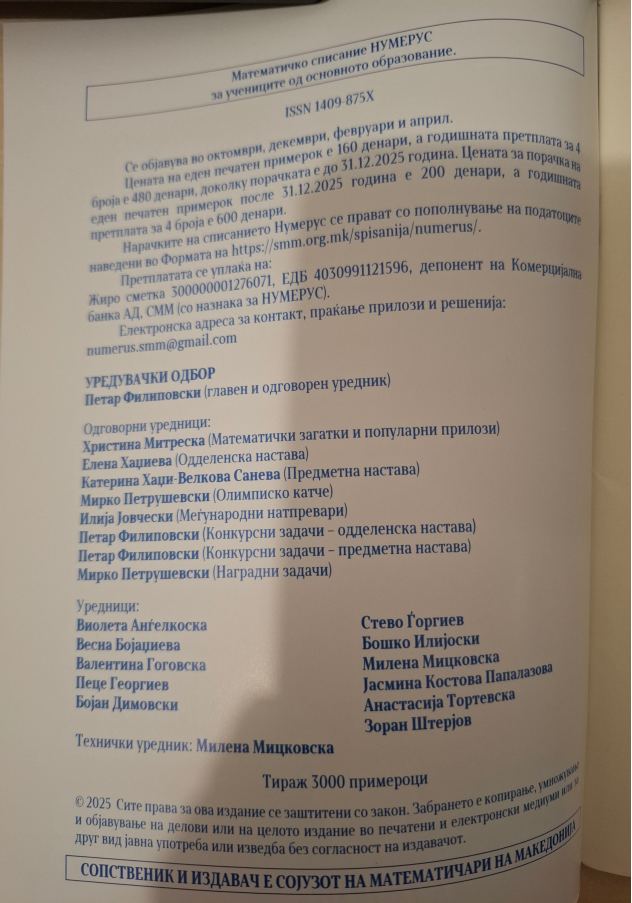 Математичко списание НУМЕРУС
за учениците од основното образование.
ISSN 1409-875X
Се објавува во октомври, декември, февруари и април.
Цената на еден печатен примерок е 160 денари, а годишната претплата за 4
броја е 480 денари, доколку порачката е до 31.12.2025 година. Цената за порачка на
еден печатен примерок после 31.12.2025 година е 200 денари, а годишната
претплата за 4 броја е 600 денари.
Нарачките на списанието Нумерус се прават со пополнување на податоците
наведени во Формата на https://smm.org.mk/spisanija/numerus/.
Претплатата се уплаќа на:
Жиро сметка 300000001276071, ЕДБ 4030991121596, депонент на Комерцијална
банка АД, СММ (со назнака за НУМЕРУС).
Електронска адреса за контакт, праќање прилози и решенија:
numerus.smm@gmail.com
УРЕДУВАЧКИ ОДБОР
Петар Филиповски (главен и одговорен уредник)
Одговорни уредници:
Христина Митреска (Математички загатки и популарни прилози)
Елена Хаџиева (Одделенска настава)
Катерина Хаџи-Велкова Санева (Предметна настава)
Мирко Петрушевски (Олимписко катче)
Илија Јовчески (Меѓународни натпревари)
Петар Филиповски (Конкурсни задачи – одделенска настава)
Петар Филиповски (Конкурсни задачи – предметна настава)
Мирко Петрушевски (Наградни задачи)
Уредници:
Виолета Анѓелкоска
Весна Бојаџиева
Валентина Гоговска
Пеце Георгиев
Бојан Димовски
Стево Ѓоргиев
Бошко Илијоски
Милена Мицковска
Јасмина Костова Папалазова
Анастасија Тортевска
Зоран Штерјов
Технички уредник: Милена Мицковска
Тираж 3000 примероци
© 2025 Сите права за ова издание се заштитени со закон. Забрането е копирање, умножување
и објавување на делови или на целото издание во печатени и електронски медиуми или за
друг вид јавна употреба или изведба без согласност на издавачот.
СОПСТВЕНИК И ИЗДАВАЧ Е СОЈУЗОТ НА МАТЕМАТИЧАРИ НА МАКЕДОНИЈА